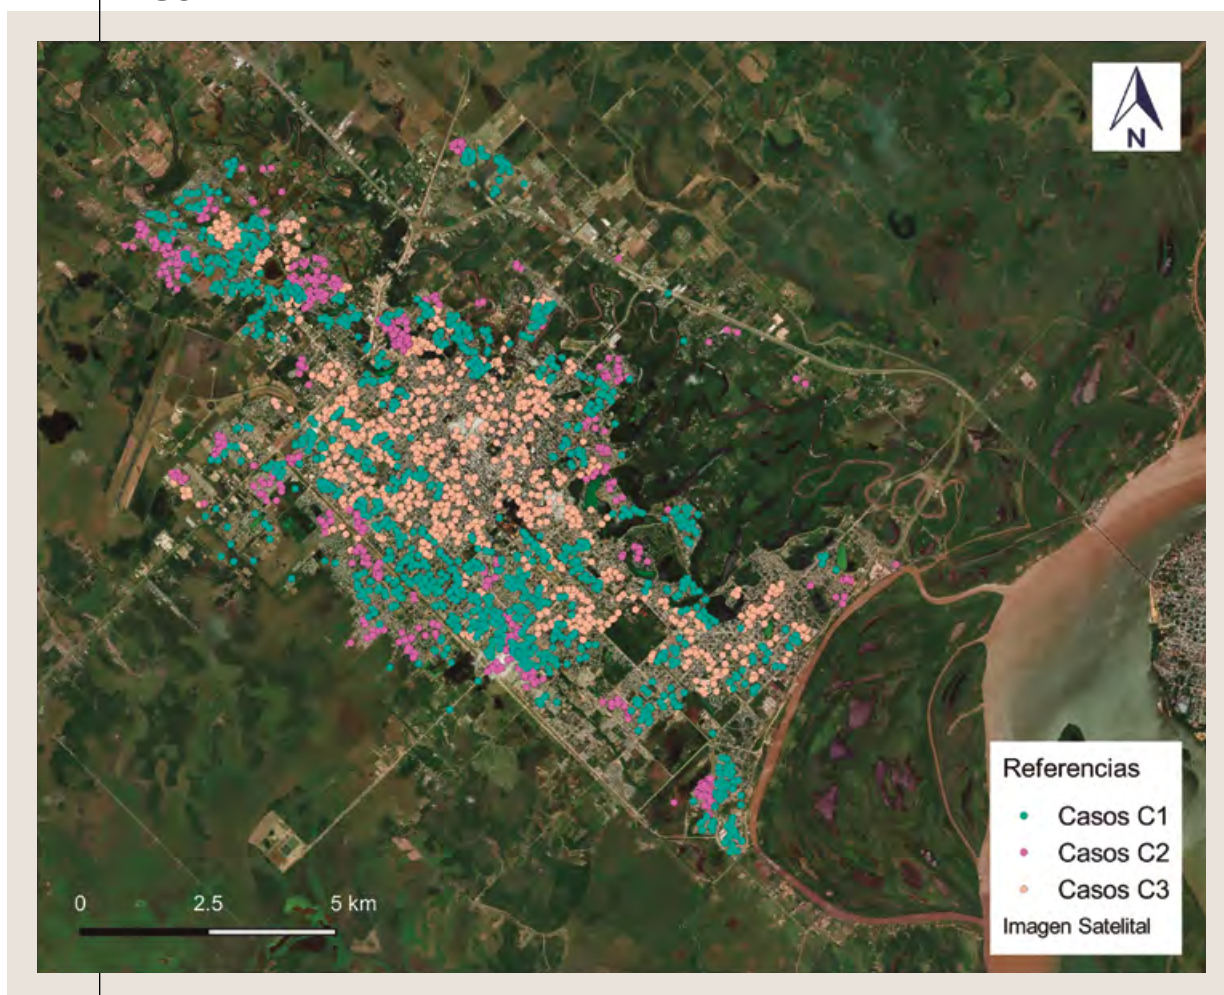 N
Referencias
Casos C1
Casos C2
Casos C3
Imagen Satelital
0 2.5 5 km